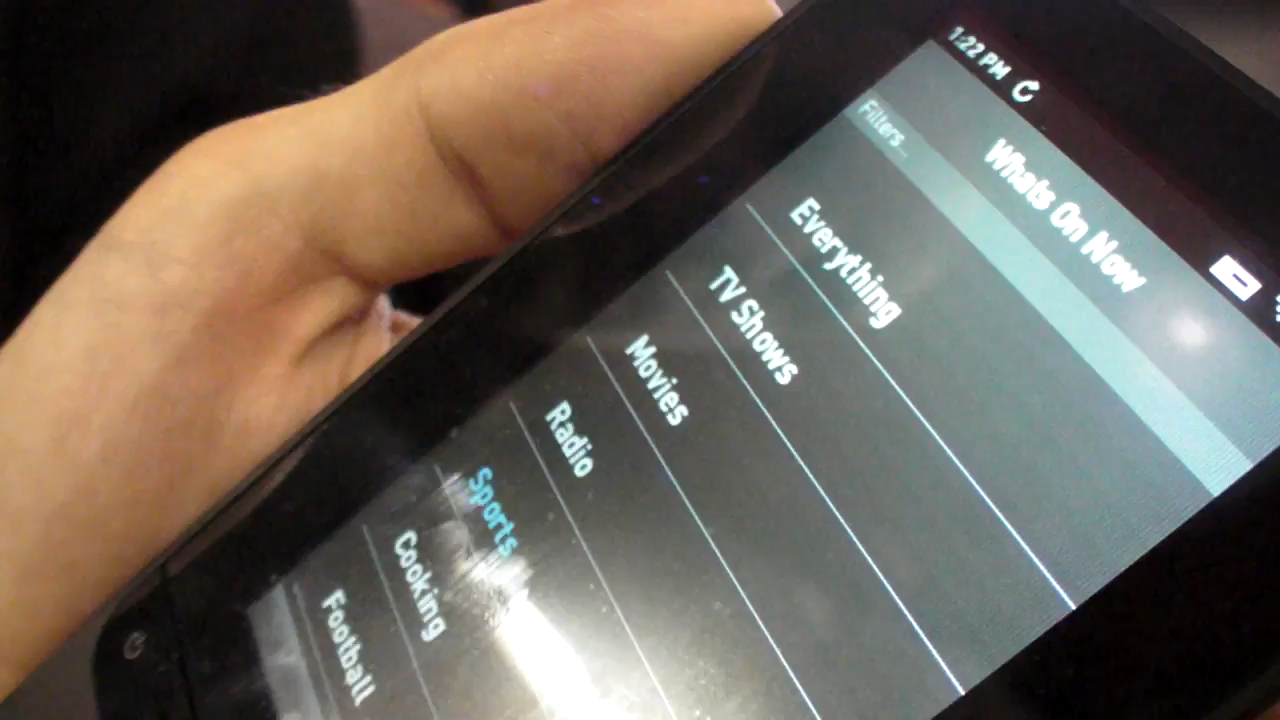 1:22 PM
Whats On Now
Filters...
Everything
TV Shows
Movies
Radio
Sports
Cooking
Football